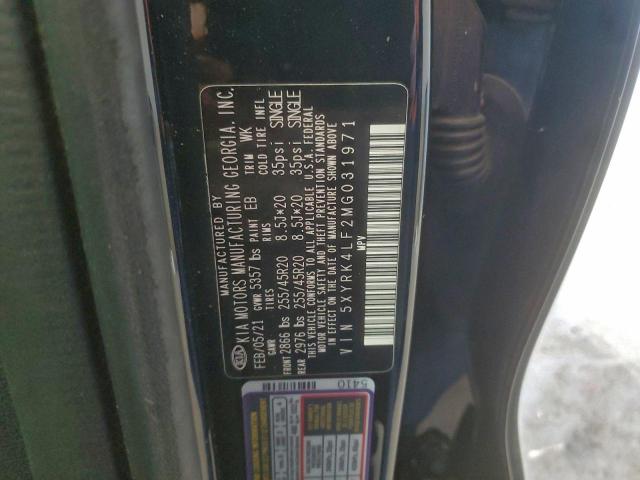 MANUFACTURED BY
KIA KIA MOTORS MANUFACTURING GEORGIA, INC.
FEB/05/21 GVWR 5357 lbs PAINT EB TRIM WK
GAWR TIRES RIMS COLD TIRE INFL
FRONT 2866 lbs 255/45R20 8.5J*20 35psi SINGLE
REAR 2976 lbs 255/45R20 8.5J*20 35psi SINGLE
THIS VEHICLE CONFORMS TO ALL APPLICABLE U.S.A. FEDERAL
MOTOR VEHICLE SAFETY, BUMPER, AND THEFT PREVENTION STANDARDS
IN EFFECT ON THE DATE OF MANUFACTURE SHOWN ABOVE
VIN 5XYRK4LF2MG031971
MPV
5410